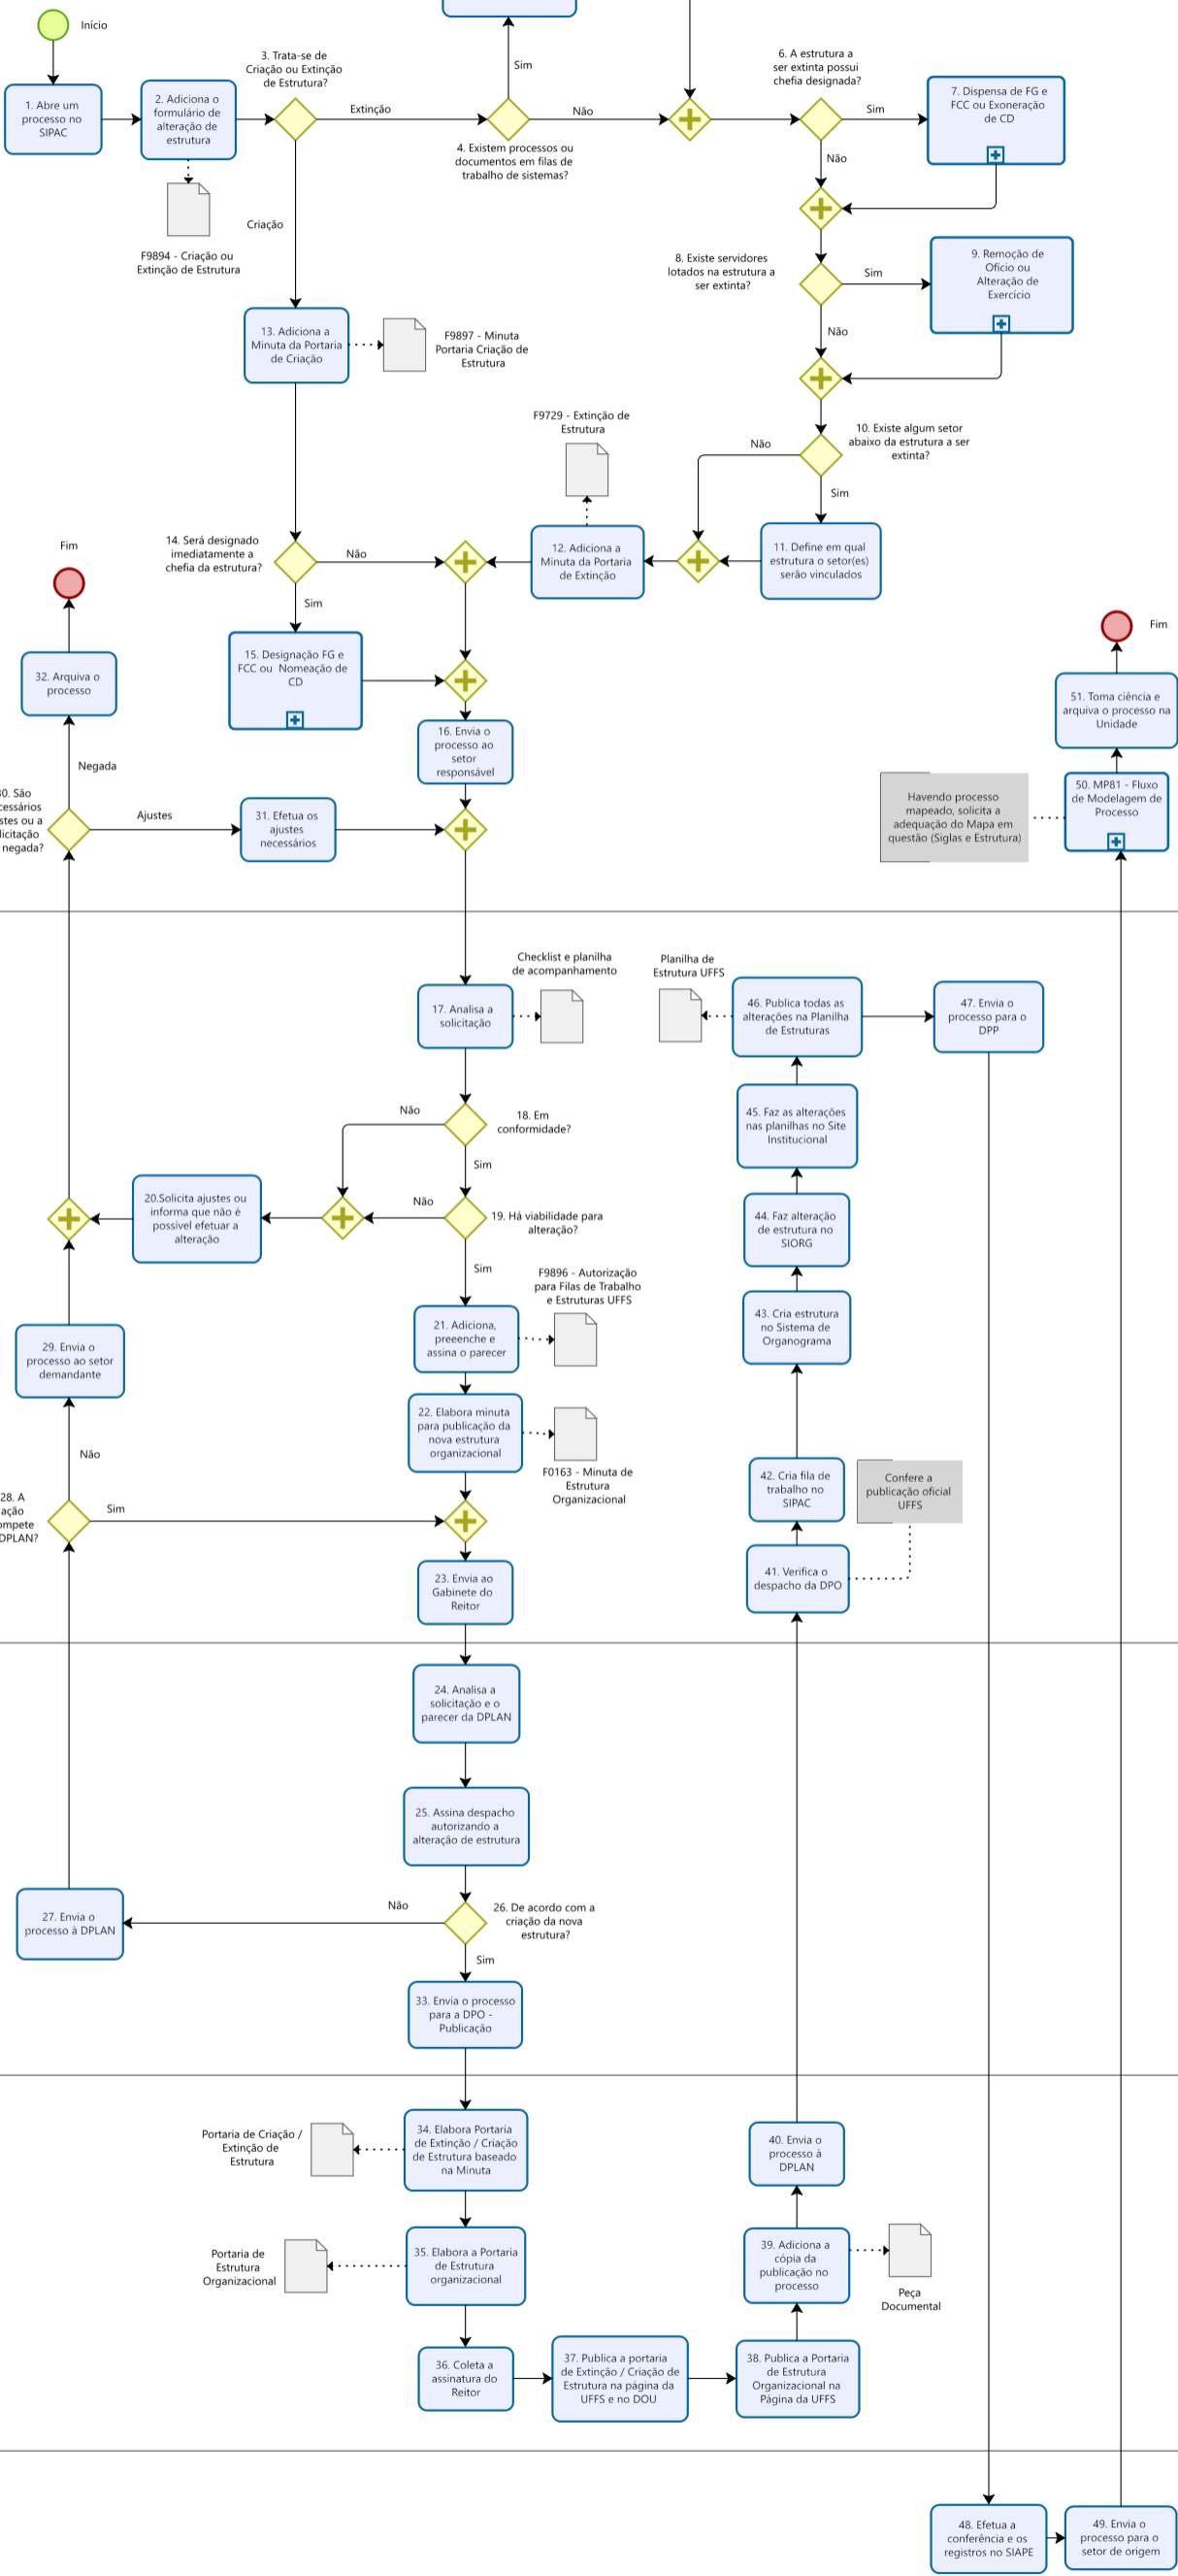 Início
1. Abre um
processo no
SIPAC
2. Adiciona o
formulário de
alteração de
estrutura
F9894 - Criação ou
Extinção de Estrutura
3. Trata-se de
Criação ou Extinção
de Estrutura?
Extinção
Criação
Sim
Não
4. Existem processos ou
documentos em filas de
trabalho de sistemas?
6. A estrutura a
ser extinta possui
chefia designada?
Sim
Não
7. Dispensa de FG e
FCC ou Exoneração
de CD
8. Existe servidores
lotados na estrutura a
ser extinta?
Sim
Não
9. Remoção de
Ofício ou
Alteração de
Exercício
10. Existe algum setor
abaixo da estrutura a ser
extinta?
Não
Sim
11. Define em qual
estrutura o setor(es)
serão vinculados
F9729 - Extinção de
Estrutura
12. Adiciona a
Minuta da Portaria
de Extinção
13. Adiciona a
Minuta da Portaria
de Criação
F9897 - Minuta
Portaria Criação de
Estrutura
14. Será designado
imediatamente a
chefia da estrutura?
Não
Sim
15. Designação FG e
FCC ou Nomeação de
CD
16. Envia o
processo ao
setor
responsável
Fim
32. Arquiva o
processo
Negada
30. São
cessários
stes ou a
licitação
negada?
Ajustes
31. Efetua os
ajustes
necessários
Fim
51. Toma ciência e
arquiva o processo na
Unidade
50. MP81 - Fluxo
de Modelagem de
Processo
Havendo processo
mapeado, solicita a
adequação do Mapa em
questão (Siglas e Estrutura)
17. Analisa a
solicitação
Checklist e planilha
de acompanhamento
18. Em
conformidade?
Não
Sim
19. Há viabilidade para
alteração?
Não
Sim
20.Solicita ajustes ou
informa que não é
possível efetuar a
alteração
F9896 - Autorização
para Filas de Trabalho
e Estruturas UFFS
21. Adiciona,
preeenche e
assina o parecer
22. Elabora minuta
para publicação da
nova estrutura
organizacional
F0163 - Minuta de
Estrutura
Organizacional
29. Envia o
processo ao setor
demandante
Não
28. A
ação
ompete
DPLAN?
Sim
23. Envia ao
Gabinete do
Reitor
Planilha de
Estrutura UFFS
46. Publica todas as
alterações na Planilha
de Estruturas
47. Envia o
processo para o
DPP
45. Faz as alterações
nas planilhas no Site
Institucional
44. Faz alteração
de estrutura no
SIORG
43. Cria estrutura
no Sistema de
Organograma
42. Cria fila de
trabalho no
SIPAC
Confere a
publicação oficial
UFFS
41. Verifica o
despacho da DPO
24. Analisa a
solicitação e o
parecer da DPLAN
25. Assina despacho
autorizando a
alteração de estrutura
26. De acordo com a
criação da nova
estrutura?
Não
Sim
27. Envia o
processo à DPLAN
33. Envia o processo
para a DPO -
Publicação
34. Elabora Portaria
de Extinção / Criação
de Estrutura baseado
na Minuta
Portaria de Criação /
Extinção de
Estrutura
35. Elabora a Portaria
de Estrutura
organizacional
Portaria de
Estrutura
Organizacional
36. Coleta a
assinatura do
Reitor
37. Publica a portaria
de Extinção / Criação de
Estrutura na página da
UFFS e no DOU
38. Publica a Portaria
de Estrutura
Organizacional na
Página da UFFS
39. Adiciona a
cópia da
publicação no
processo
Peça
Documental
40. Envia o
processo à
DPLAN
48. Efetua a
conferência e os
registros no SIAPE
49. Envia o
processo para o
setor de origem